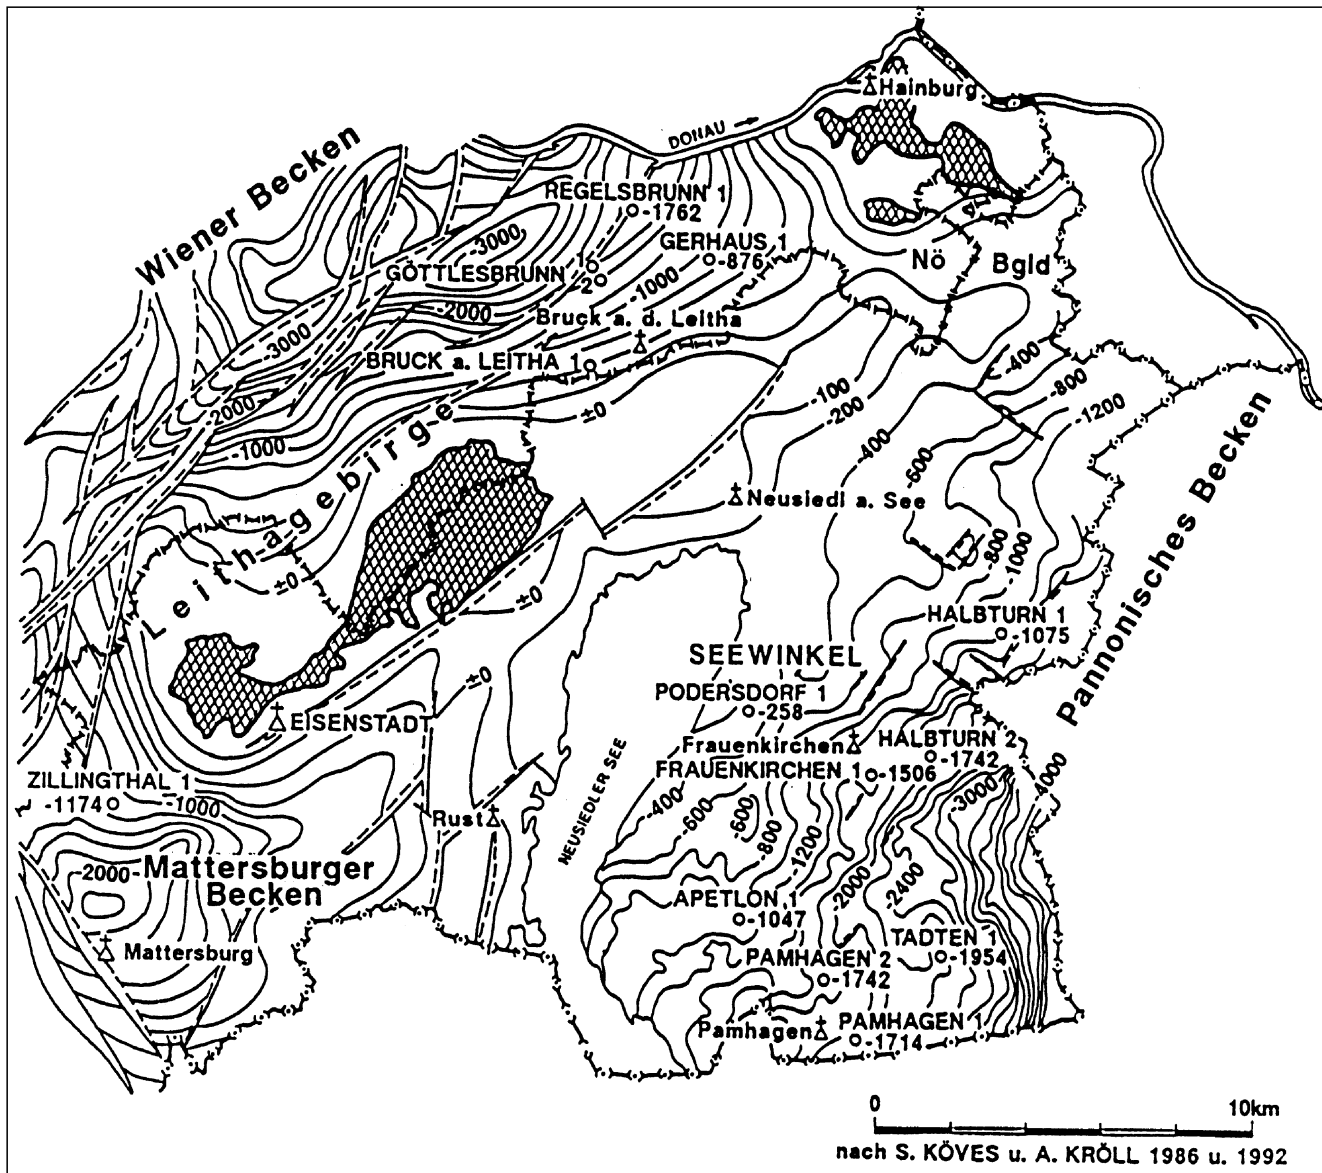 Hainburg
DONAU
Wiener Becken
REGELSBRUNN 1
-1762
-3000
GERHAUS 1
-876
Nö
Bgld
GÖTTLESBRUNN 1
2
-1000
-2000
Bruck a. d. Leitha
-3000
BRUCK a. LEITHA 1
-400
-800
-100
-200
±0
-1200
-2000
-1000
-400
-600
Leithagebirge
Neusiedl a. See
Pannonisches Becken
-800
-1000
±0
±0
HALBTURN 1
-1075
SEEWINKEL
±0
PODERSDORF 1
-258
EISENSTADT
Frauenkirchen
HALBTURN 2
-1742
FRAUENKIRCHEN 1
-1506
ZILLINGTHAL 1
-1174
-1000
NEUSIEDLER SEE
-400
-600
-600
-3000
-4000
Rust
-800
-1200
Mattersburger
Becken
-2000
-2000
-2400
APETLON 1
-1047
TADTEN 1
-1954
Mattersburg
PAMHAGEN 2
-1742
Pamhagen
PAMHAGEN 1
-1714
0 10km
nach S. KÖVES u. A. KRÖLL 1986 u. 1992